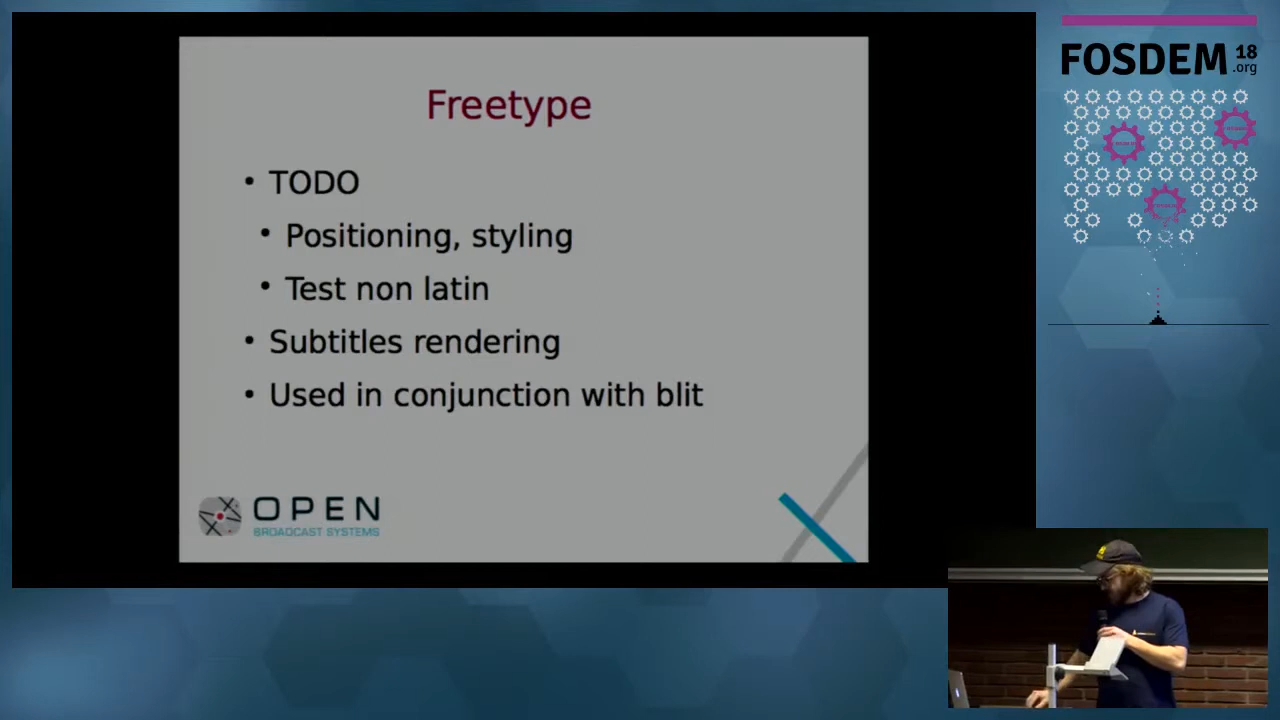 Freetype
• TODO
• Positioning, styling
• Test non latin
• Subtitles rendering
• Used in conjunction with blit
OPEN
BROADCAST SYSTEMS
FOSDEM 18
.org